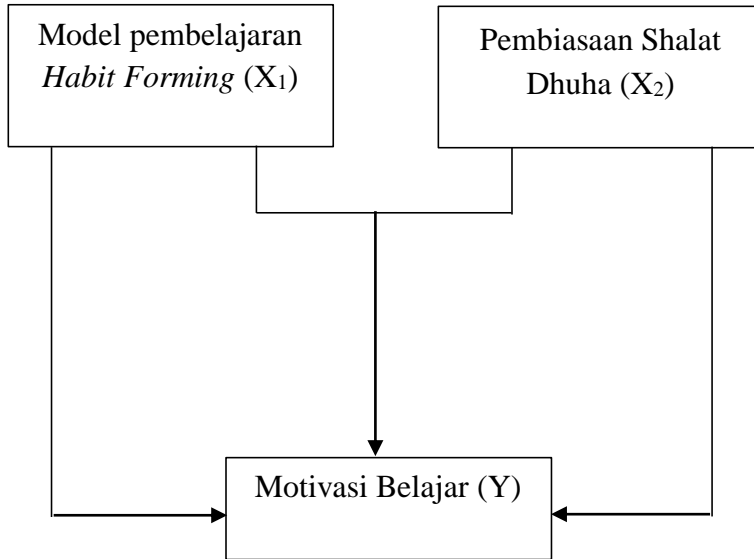 Model pembelajaran
Habit Forming (X₁)
Pembiasaan Shalat
Dhuha (X₂)
Motivasi Belajar (Y)